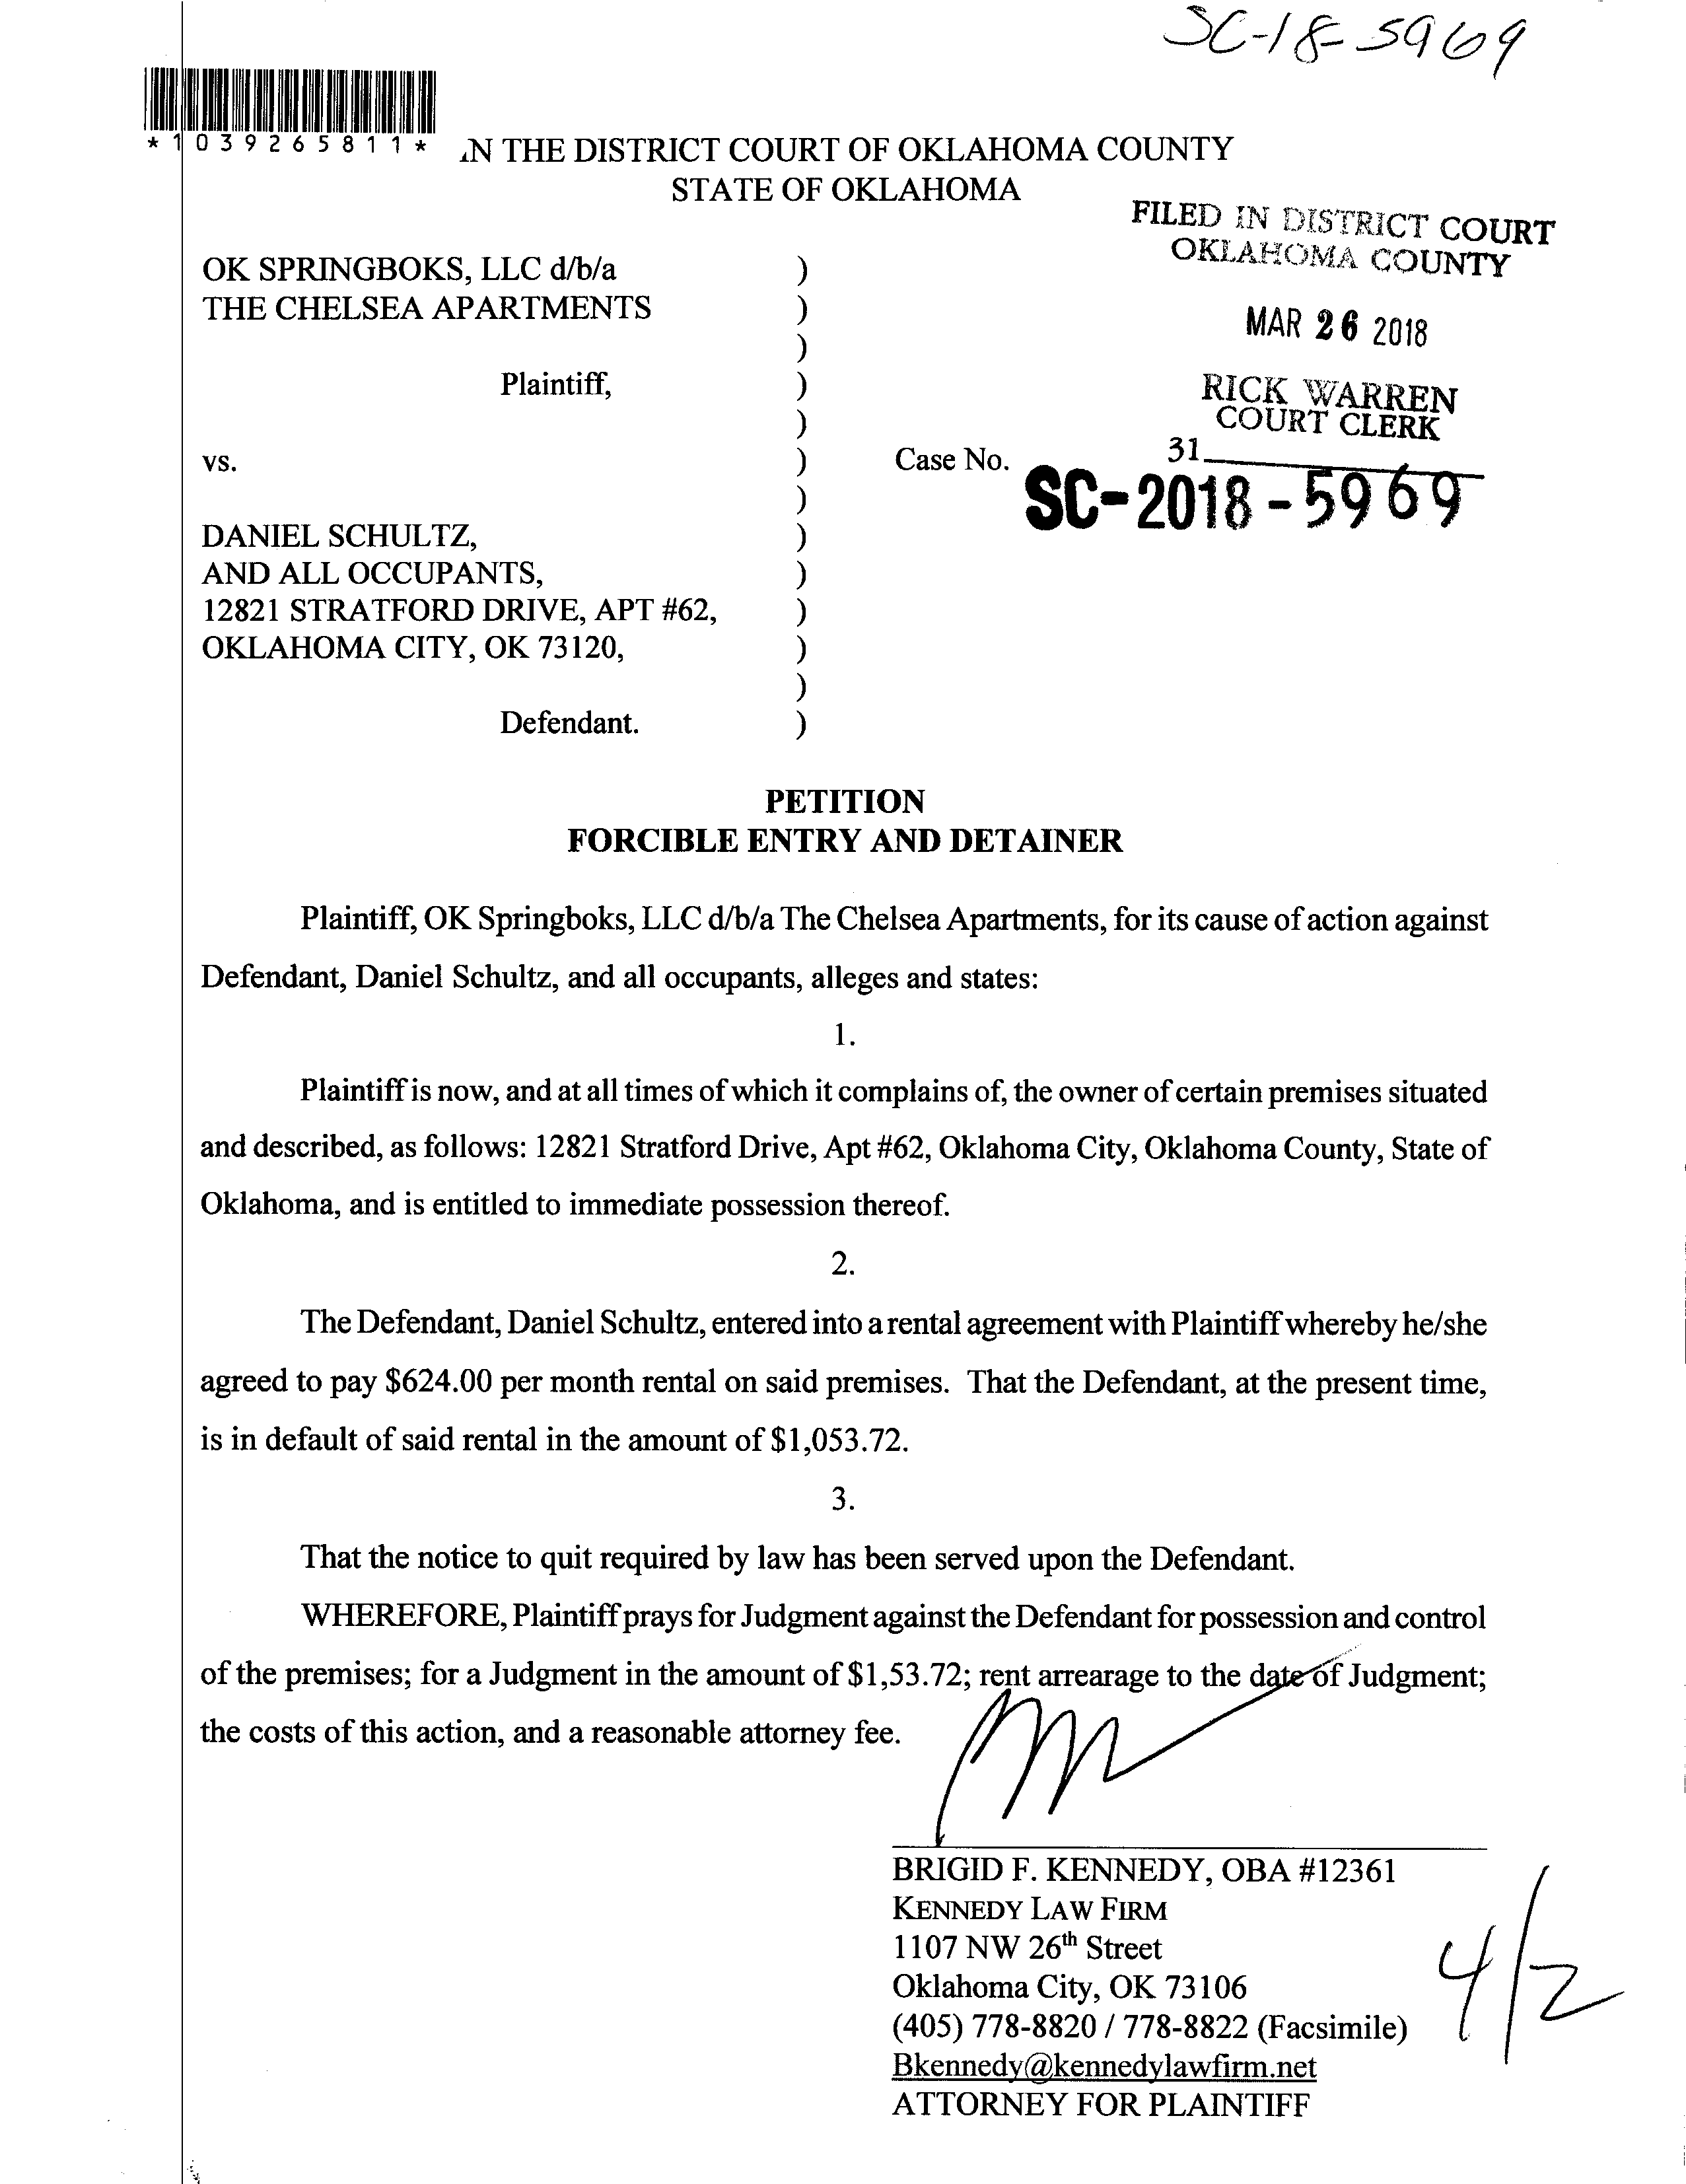 SC-18-5969
*1039265811*
IN THE DISTRICT COURT OF OKLAHOMA COUNTY
STATE OF OKLAHOMA
FILED IN DISTRICT COURT
OKLAHOMA COUNTY
MAR 26 2018
RICK WARREN
COURT CLERK
31
OK SPRINGBOKS, LLC d/b/a )
THE CHELSEA APARTMENTS )
)
Plaintiff, )
)
vs. ) Case No. SC-2018-5969
)
DANIEL SCHULTZ, )
AND ALL OCCUPANTS, )
12821 STRATFORD DRIVE, APT #62, )
OKLAHOMA CITY, OK 73120, )
)
Defendant. )
PETITION
FORCIBLE ENTRY AND DETAINER
Plaintiff, OK Springboks, LLC d/b/a The Chelsea Apartments, for its cause of action against
Defendant, Daniel Schultz, and all occupants, alleges and states:
1.
Plaintiff is now, and at all times of which it complains of, the owner of certain premises situated
and described, as follows: 12821 Stratford Drive, Apt #62, Oklahoma City, Oklahoma County, State of
Oklahoma, and is entitled to immediate possession thereof.
2.
The Defendant, Daniel Schultz, entered into a rental agreement with Plaintiff whereby he/she
agreed to pay $624.00 per month rental on said premises. That the Defendant, at the present time,
is in default of said rental in the amount of $1,053.72.
3.
That the notice to quit required by law has been served upon the Defendant.
WHEREFORE, Plaintiff prays for Judgment against the Defendant for possession and control
of the premises; for a Judgment in the amount of $1,53.72; rent arrearage to the date of Judgment;
the costs of this action, and a reasonable attorney fee.
BRIGID F. KENNEDY, OBA #12361
KENNEDY LAW FIRM
1107 NW 26th Street
Oklahoma City, OK 73106
(405) 778-8820 / 778-8822 (Facsimile)
Bkennedy@kennedylawfirm.net
ATTORNEY FOR PLAINTIFF
4/2